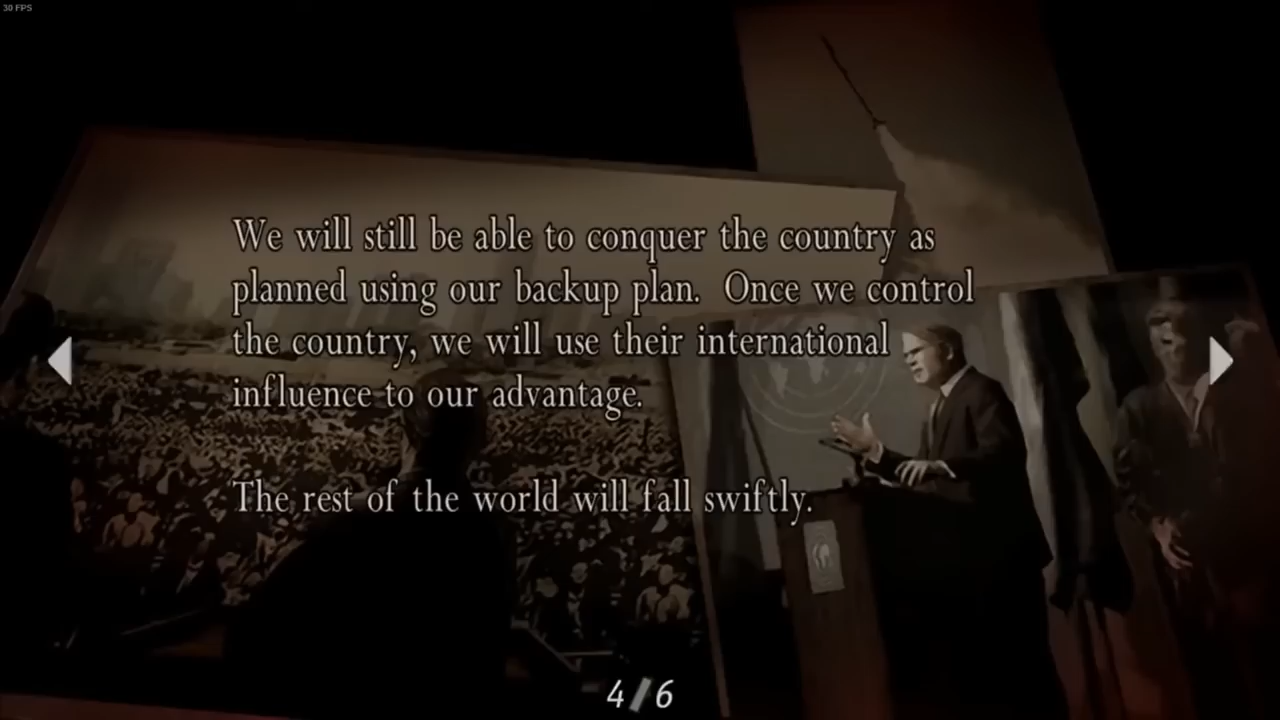 30 FPS
We will still be able to conquer the country as
planned using our backup plan.  Once we control
the country, we will use their international
influence to our advantage.
The rest of the world will fall swiftly.
4/6